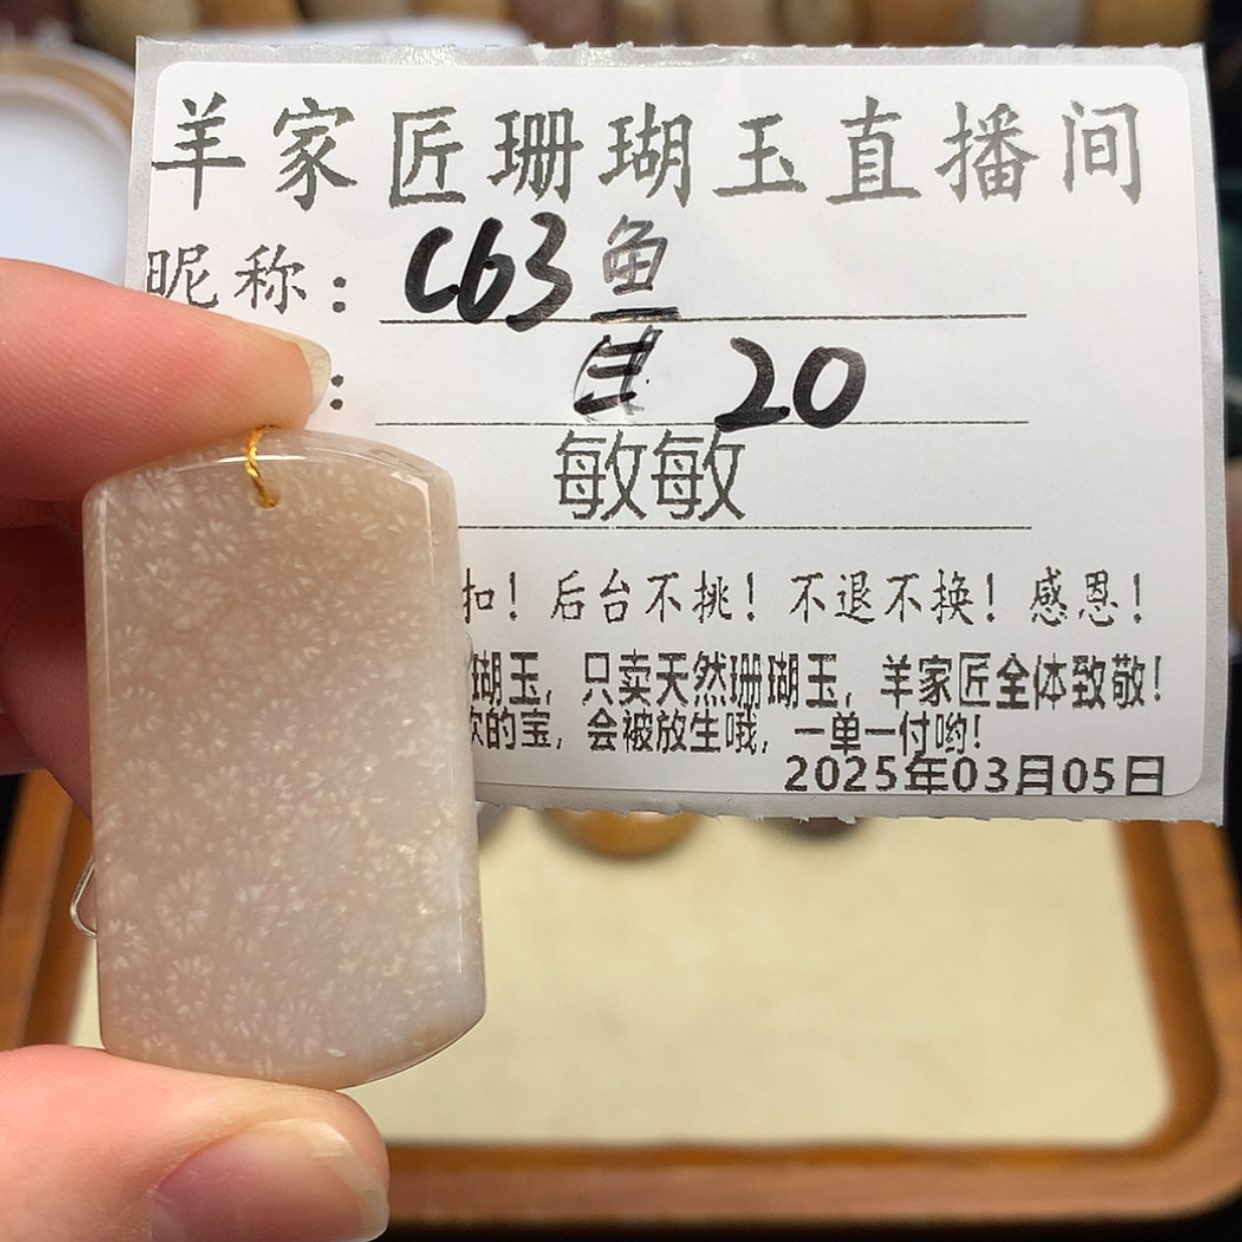 羊家匠珊瑚玉直播间
昵称：C63鱼
：20
敏敏
扣！后台不挑！不退不换！感恩！
瑚玉，只卖天然珊瑚玉，羊家匠全体致敬！
的宝，会被放生哦，一单一付哟！
2025年03月05日